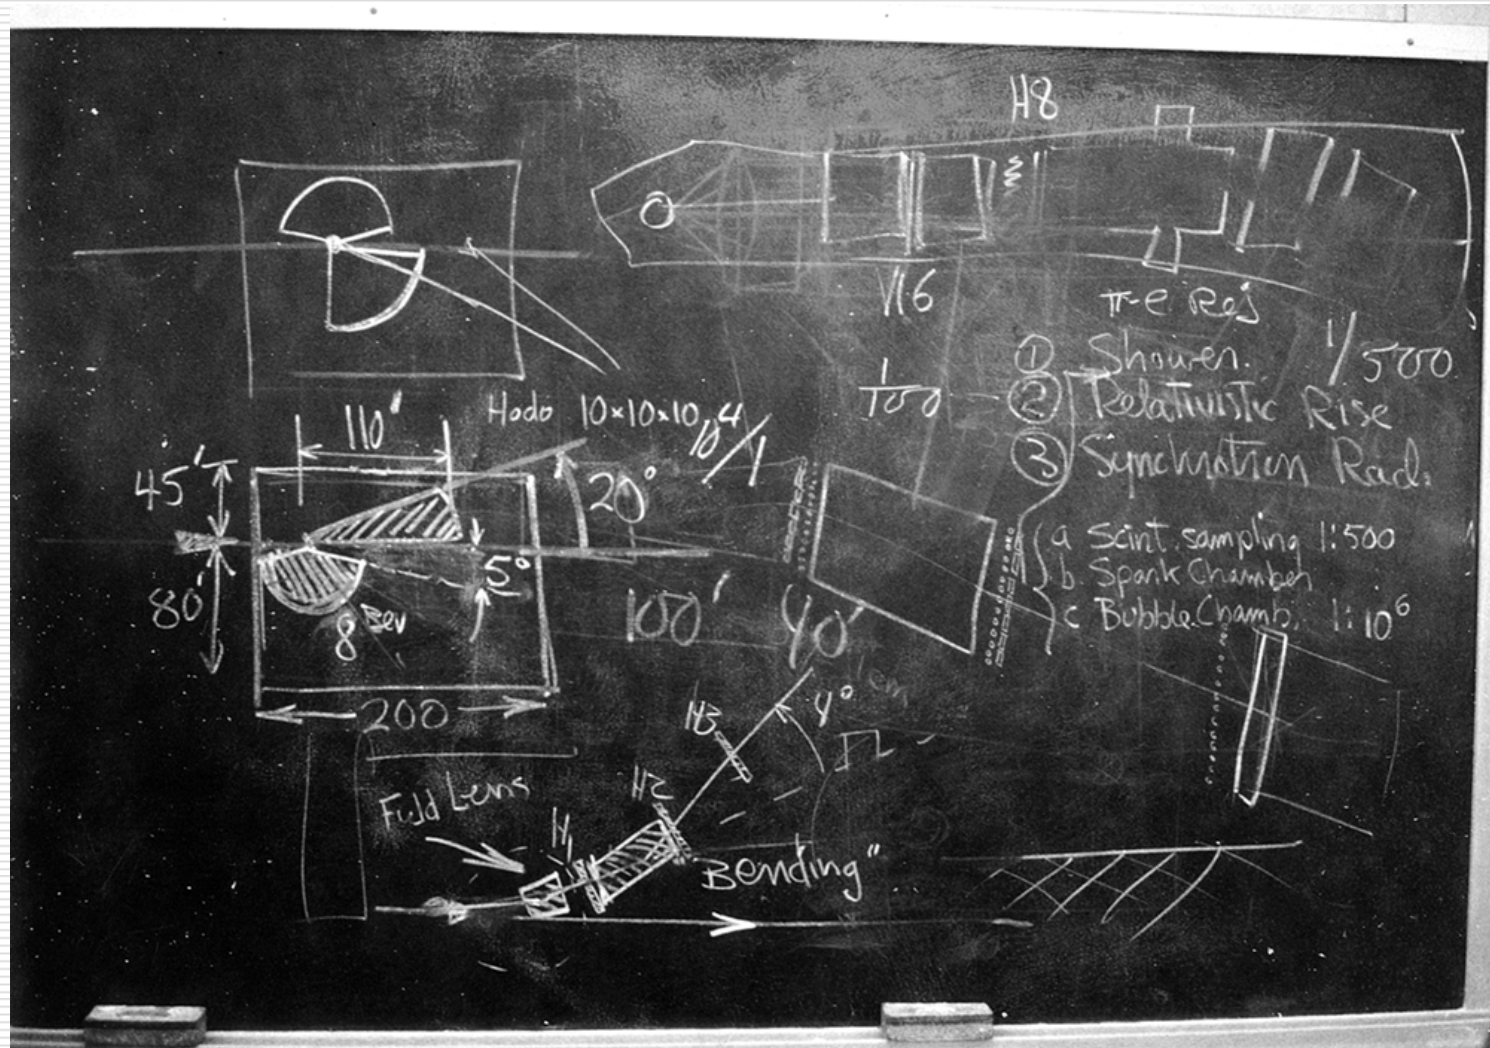 H8
V16
π-e Rej
① Shower. 1/500
1/100 - ② Relativistic Rise
③ Synchrotron Rad.
a Scint. sampling 1:500
b. Spark Chamber
c Bubble Chamb. 1:10⁶
110'
Hodo 10×10×10
10⁴/1
45'
20°
80'
5°
8 Bev
100'
40'
200
4°
H3
H2
H1
Field Lens
Bending"